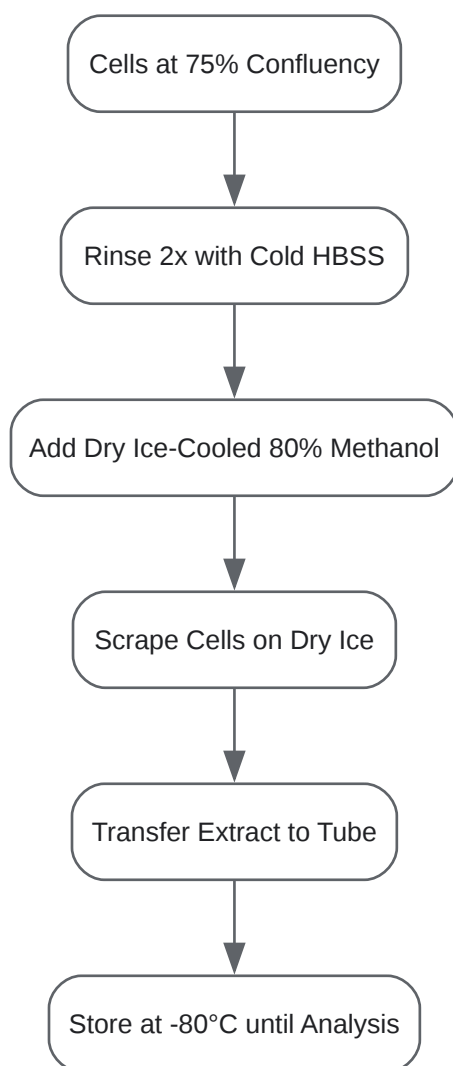 Cells at 75% Confluency
Rinse 2x with Cold HBSS
Add Dry Ice-Cooled 80% Methanol
Scrape Cells on Dry Ice
Transfer Extract to Tube
Store at -80°C until Analysis